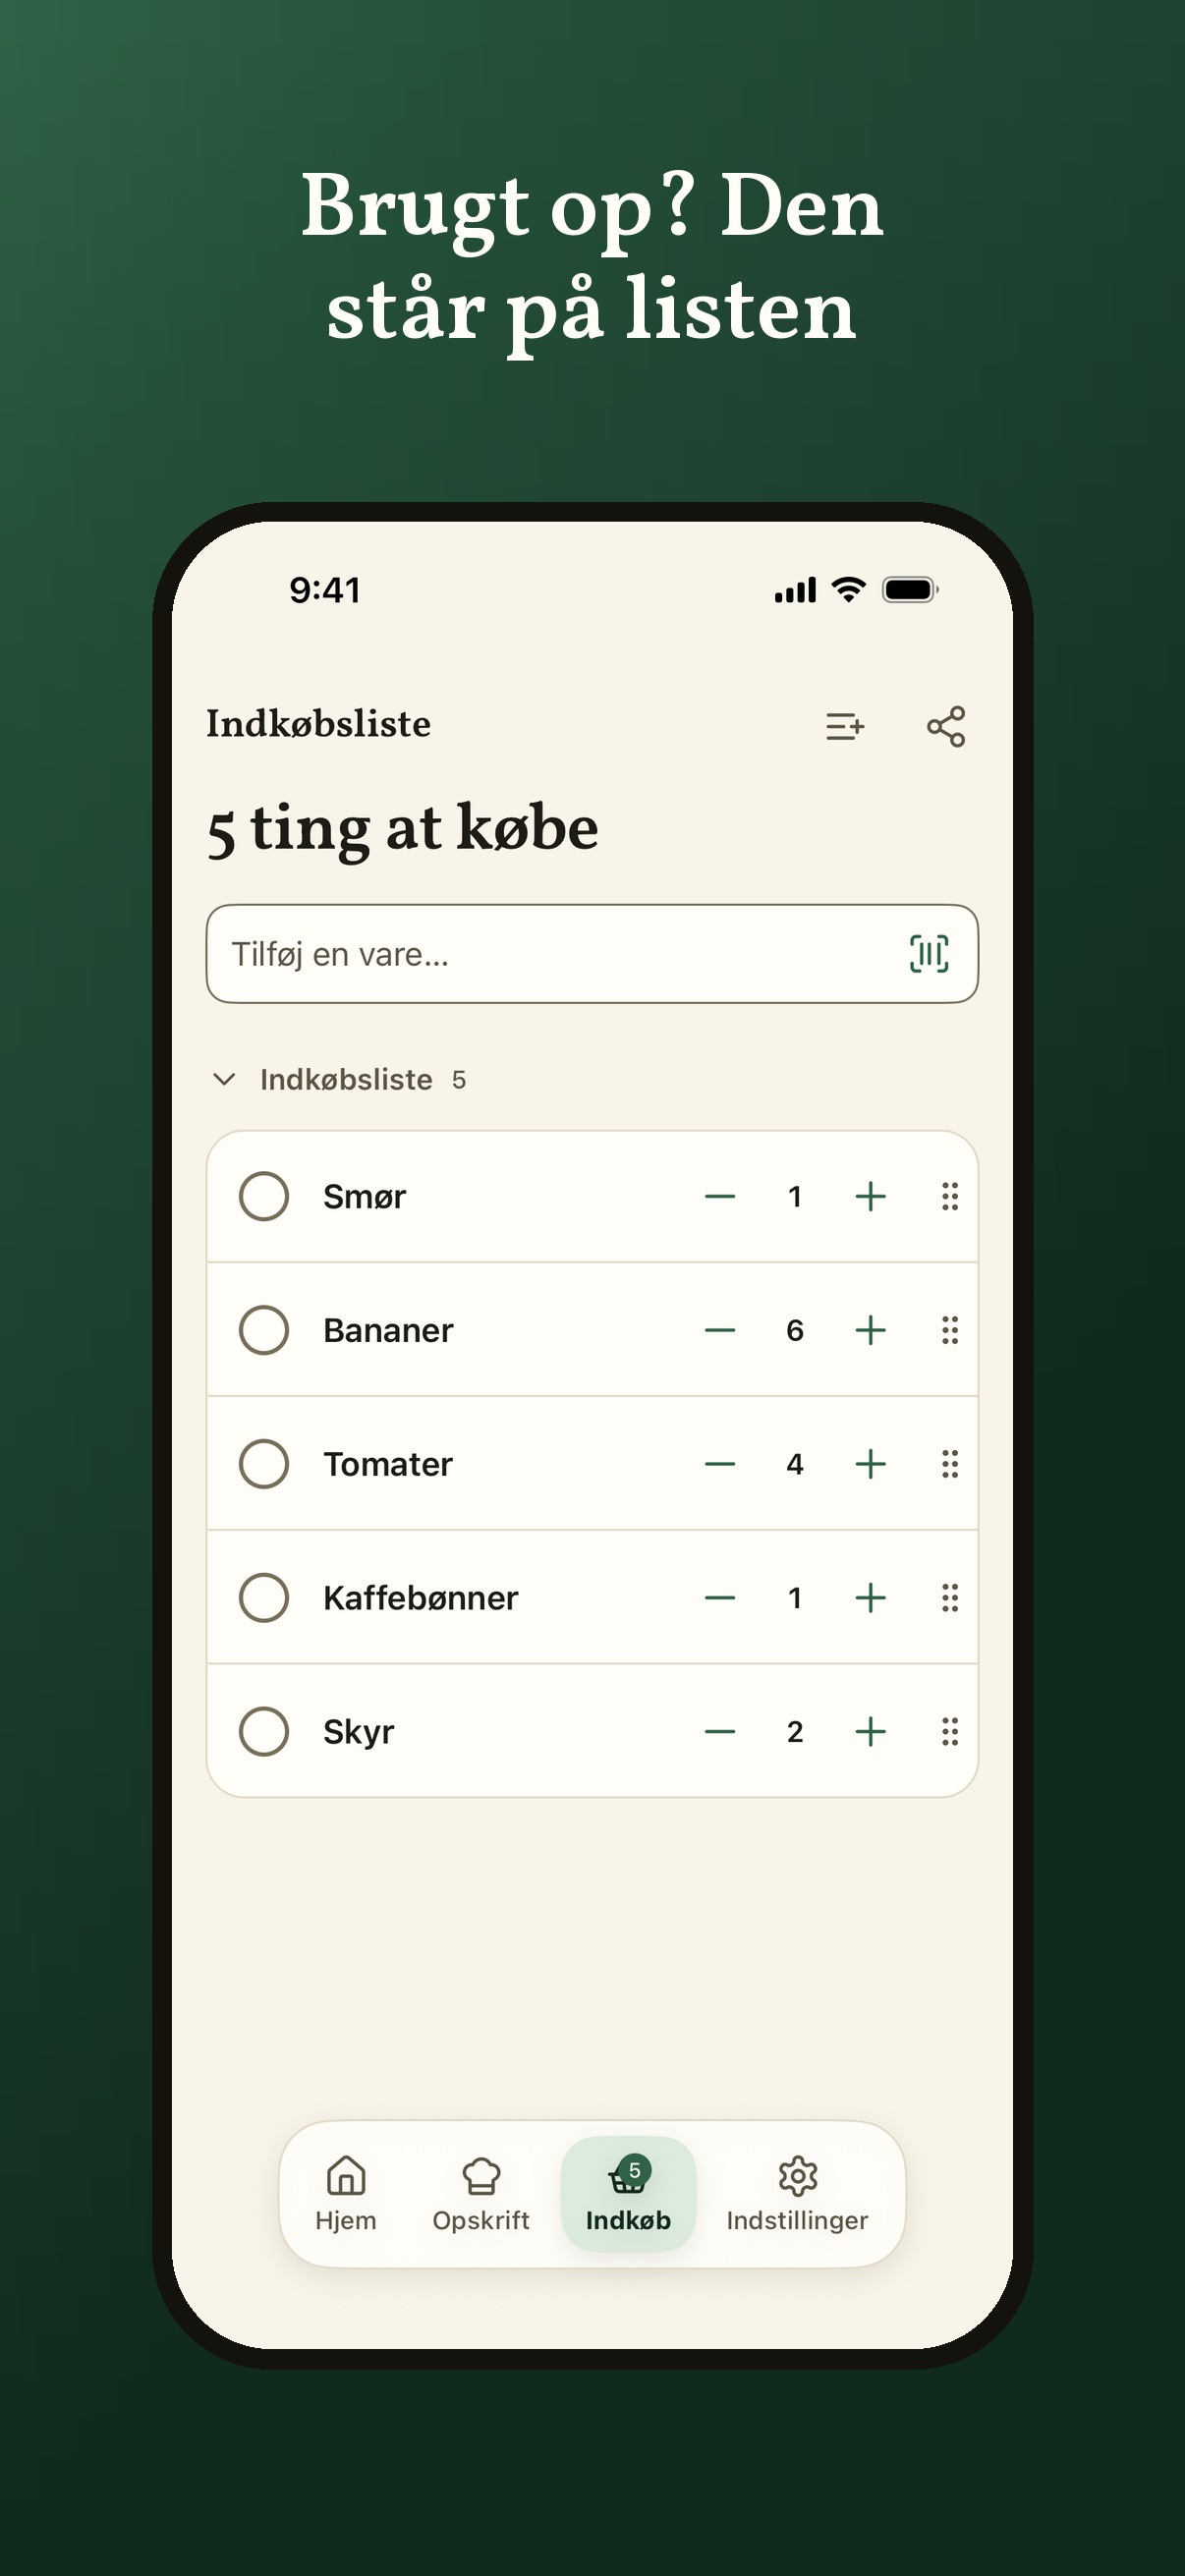 Brugt op? Den
står på listen
9:41
Indkøbsliste
5 ting at købe
Tilføj en vare...
Indkøbsliste 5
Smør 1
Bananer 6
Tomater 4
Kaffebønner 1
Skyr 2
5
Hjem Opskrift Indkøb Indstillinger